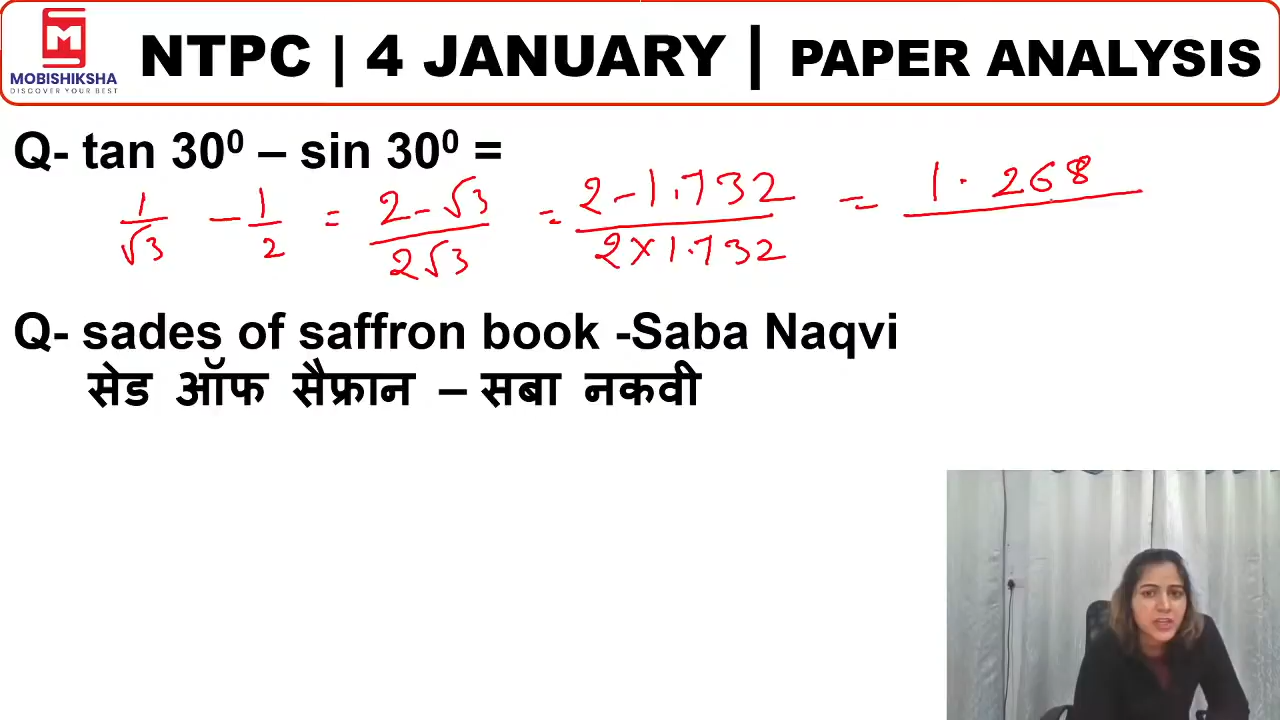 MOBISHIKSHA
DISCOVER YOUR BEST
NTPC | 4 JANUARY | PAPER ANALYSIS
Q- tan 30⁰ – sin 30⁰ =
1/√3 - 1/2 = (2-√3)/(2√3) = (2-1.732)/(2×1.732) = 1.268
Q- sades of saffron book -Saba Naqvi
सेड ऑफ सैफ्रान – सबा नकवी